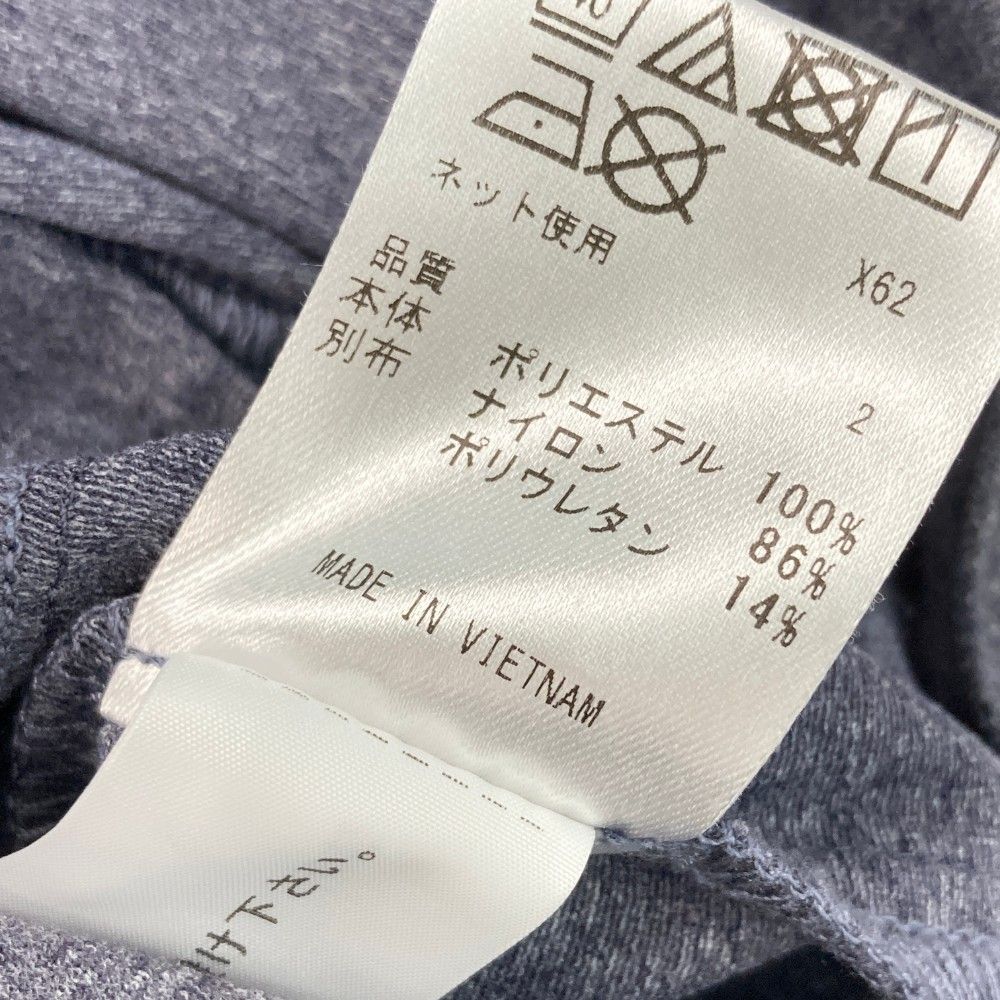 ネット使用
X62
品質
本体
別布
2
ポリエステル 100%
ナイロン 86%
ポリウレタン 14%
MADE IN VIETNAM